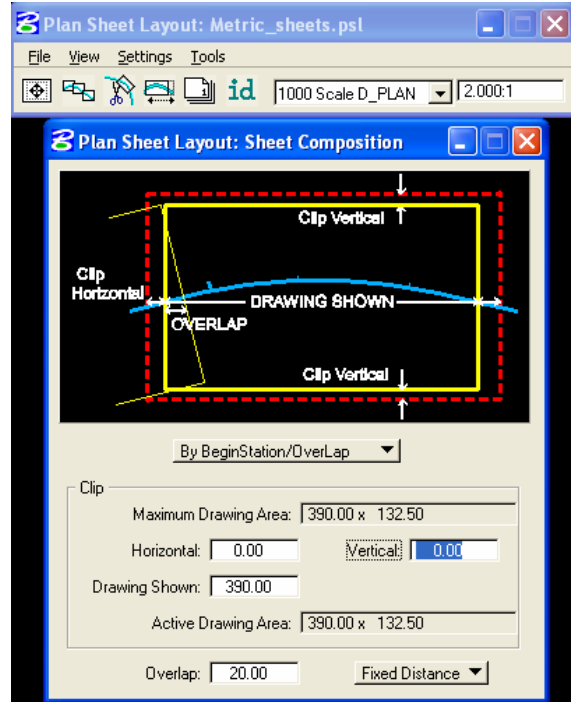 Plan Sheet Layout: Metric_sheets.psl
File View Settings Tools
id 1000 Scale D_PLAN 2.000:1
Plan Sheet Layout: Sheet Composition
Clip Vertical
Clip
Horizontal
DRAWING SHOWN
OVERLAP
Clip Vertical
By BeginStation/OverLap
Clip
Maximum Drawing Area: 390.00 x 132.50
Horizontal: 0.00 Vertical: 0.00
Drawing Shown: 390.00
Active Drawing Area: 390.00 x 132.50
Overlap: 20.00 Fixed Distance